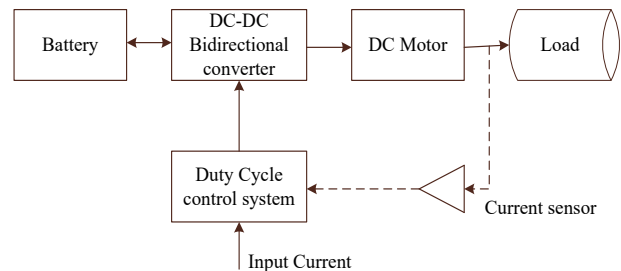 Battery
DC-DC
Bidirectional
converter
DC Motor
Load
Duty Cycle
control system
Current sensor
Input Current